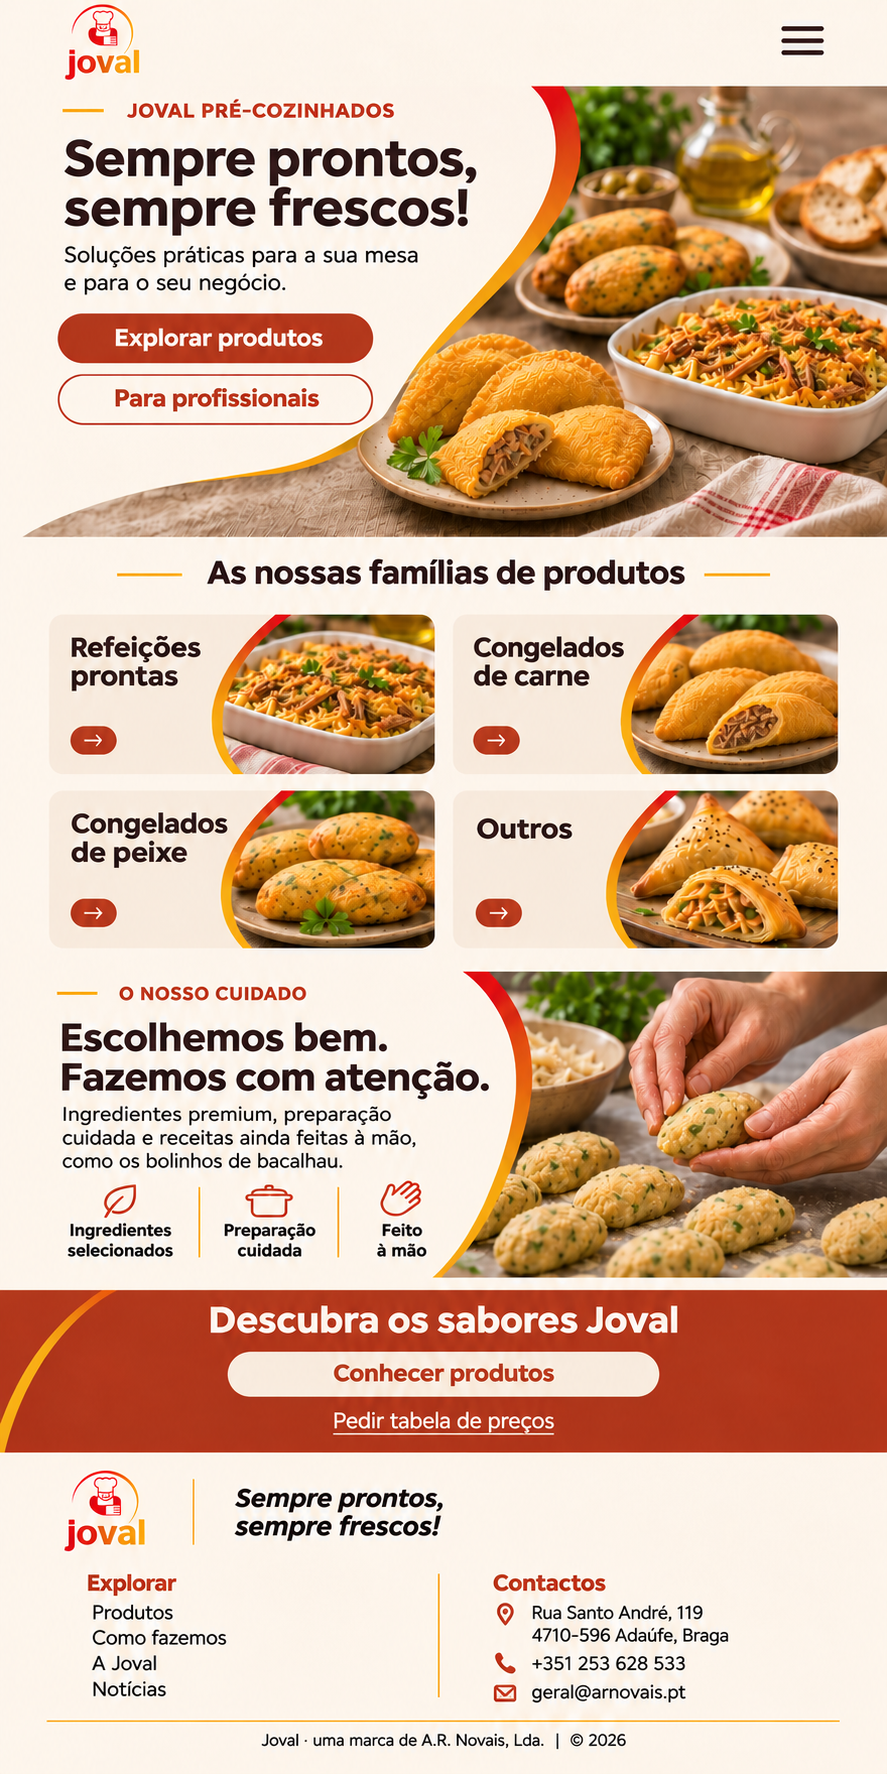 joval
JOVAL PRÉ-COZINHADOS
Sempre prontos,
sempre frescos!
Soluções práticas para a sua mesa
e para o seu negócio.
Explorar produtos
Para profissionais
As nossas famílias de produtos
Refeições
prontas
Congelados
de carne
Congelados
de peixe
Outros
O NOSSO CUIDADO
Escolhemos bem.
Fazemos com atenção.
Ingredientes premium, preparação
cuidada e receitas ainda feitas à mão,
como os bolinhos de bacalhau.
Ingredientes
selecionados
Preparação
cuidada
Feito
à mão
Descubra os sabores Joval
Conhecer produtos
Pedir tabela de preços
joval
Sempre prontos,
sempre frescos!
Explorar
Produtos
Como fazemos
A Joval
Notícias
Contactos
Rua Santo André, 119
4710-596 Adaúfe, Braga
+351 253 628 533
geral@arnovais.pt
Joval · uma marca de A.R. Novais, Lda. | © 2026